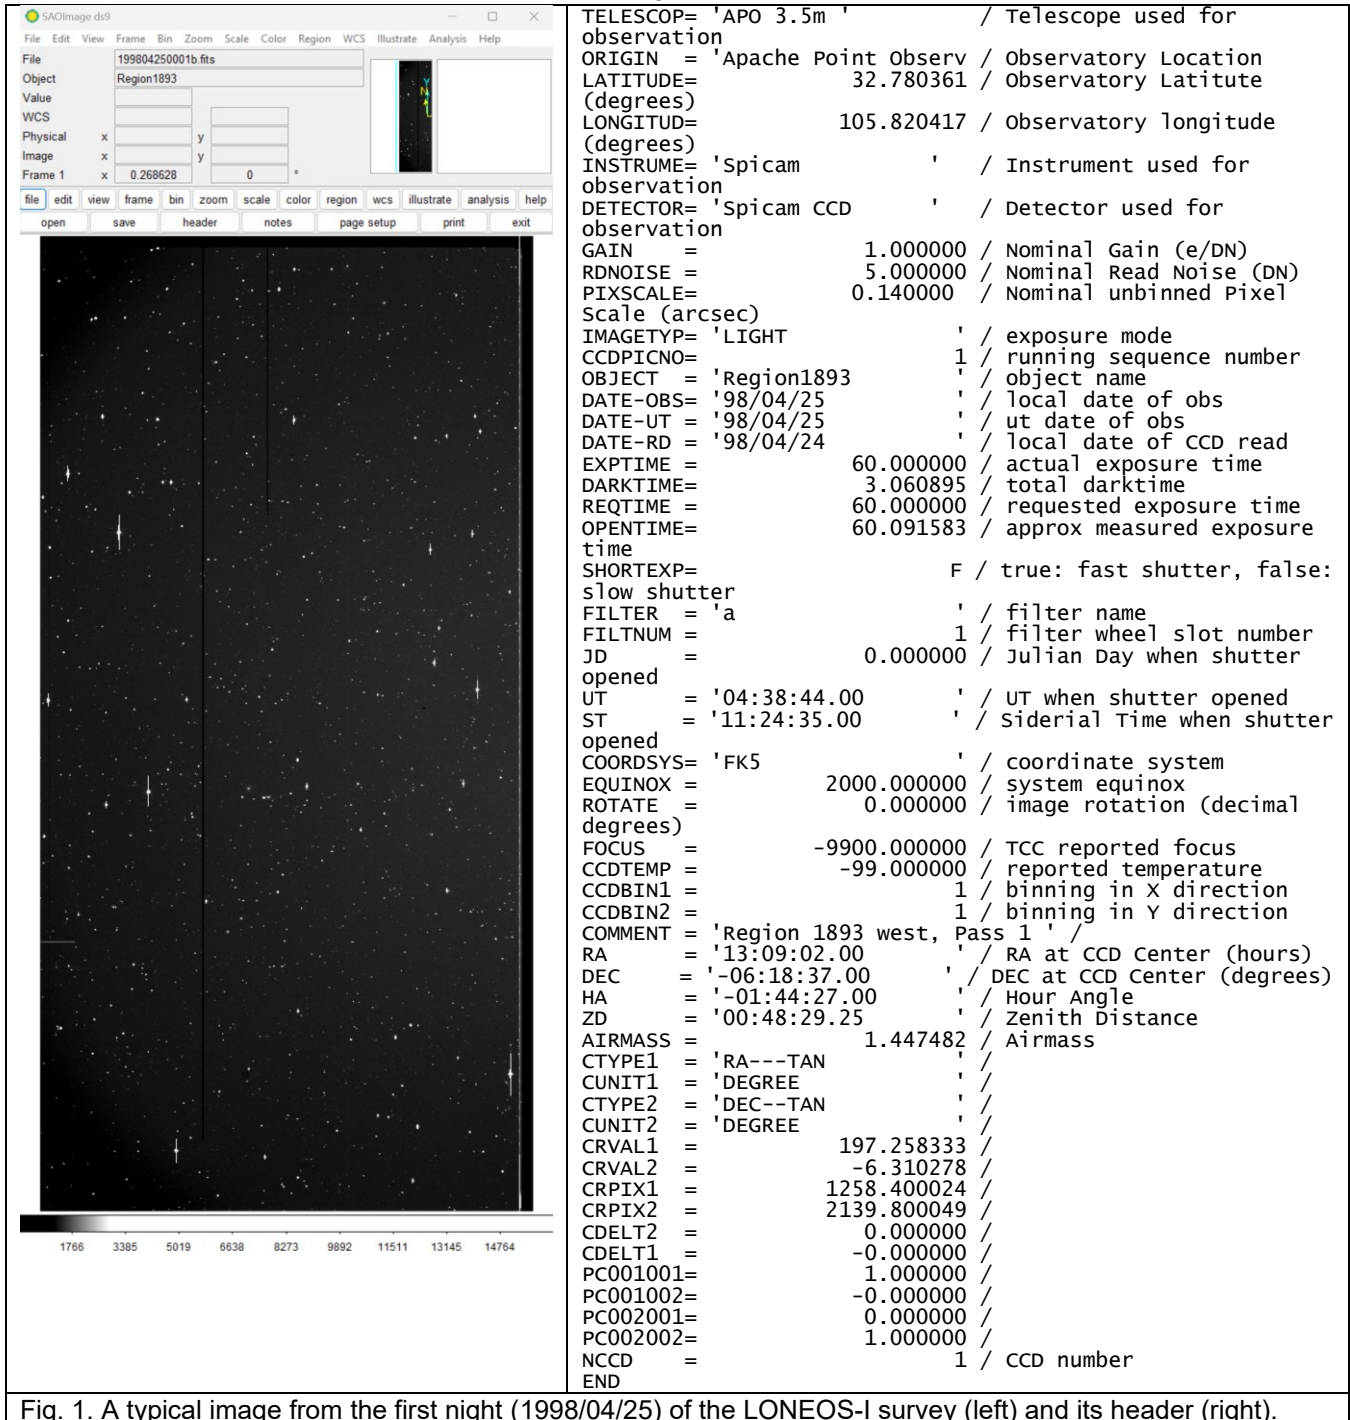 SAOImage ds9
File Edit View Frame Bin Zoom Scale Color Region WCS Illustrate Analysis Help
File 199804250001b.fits
Object Region1893
Value
WCS
Physical x y
Image x y
Frame 1 x 0.268628 0 °
Y
N
file edit view frame bin zoom scale color region wcs illustrate analysis help
open save header notes page setup print exit
1766 3385 5019 6638 8273 9892 11511 13145 14764
TELESCOP= 'APO 3.5m ' / Telescope used for
observation
ORIGIN = 'Apache Point Observ / Observatory Location
LATITUDE= 32.780361 / Observatory Latitute
(degrees)
LONGITUD= 105.820417 / Observatory longitude
(degrees)
INSTRUME= 'Spicam ' / Instrument used for
observation
DETECTOR= 'Spicam CCD ' / Detector used for
observation
GAIN = 1.000000 / Nominal Gain (e/DN)
RDNOISE = 5.000000 / Nominal Read Noise (DN)
PIXSCALE= 0.140000 / Nominal unbinned Pixel
Scale (arcsec)
IMAGETYP= 'LIGHT ' / exposure mode
CCDPICNO= 1 / running sequence number
OBJECT = 'Region1893 ' / object name
DATE-OBS= '98/04/25 ' / local date of obs
DATE-UT = '98/04/25 ' / ut date of obs
DATE-RD = '98/04/24 ' / local date of CCD read
EXPTIME = 60.000000 / actual exposure time
DARKTIME= 3.060895 / total darktime
REQTIME = 60.000000 / requested exposure time
OPENTIME= 60.091583 / approx measured exposure
time
SHORTEXP= F / true: fast shutter, false:
slow shutter
FILTER = 'a ' / filter name
FILTNUM = 1 / filter wheel slot number
JD = 0.000000 / Julian Day when shutter
opened
UT = '04:38:44.00 ' / UT when shutter opened
ST = '11:24:35.00 ' / Siderial Time when shutter
opened
COORDSYS= 'FK5 ' / coordinate system
EQUINOX = 2000.000000 / system equinox
ROTATE = 0.000000 / image rotation (decimal
degrees)
FOCUS = -9900.000000 / TCC reported focus
CCDTEMP = -99.000000 / reported temperature
CCDBIN1 = 1 / binning in X direction
CCDBIN2 = 1 / binning in Y direction
COMMENT = 'Region 1893 west, Pass 1 ' /
RA = '13:09:02.00 ' / RA at CCD Center (hours)
DEC = '-06:18:37.00 ' / DEC at CCD Center (degrees)
HA = '-01:44:27.00 ' / Hour Angle
ZD = '00:48:29.25 ' / Zenith Distance
AIRMASS = 1.447482 / Airmass
CTYPE1 = 'RA---TAN ' /
CUNIT1 = 'DEGREE ' /
CTYPE2 = 'DEC--TAN ' /
CUNIT2 = 'DEGREE ' /
CRVAL1 = 197.258333 /
CRVAL2 = -6.310278 /
CRPIX1 = 1258.400024 /
CRPIX2 = 2139.800049 /
CDELT2 = 0.000000 /
CDELT1 = -0.000000 /
PC001001= 1.000000 /
PC001002= -0.000000 /
PC002001= 0.000000 /
PC002002= 1.000000 /
NCCD = 1 / CCD number
END
Fig. 1. A typical image from the first night (1998/04/25) of the LONEOS-I survey (left) and its header (right).